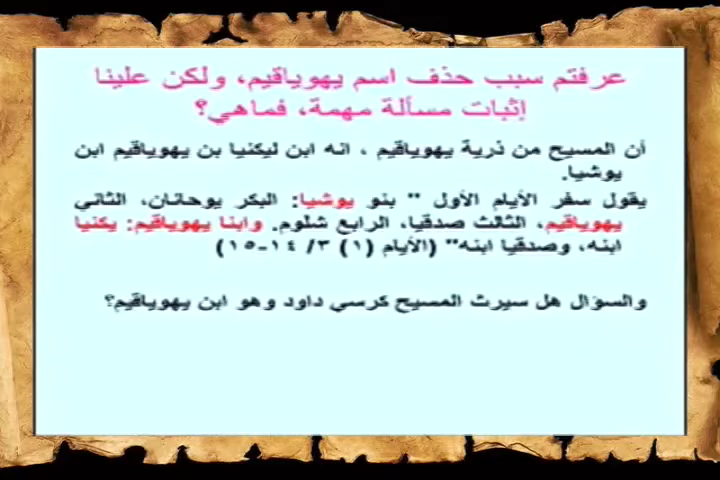 عرفتم سبب حذف اسم يهوياقيم، ولكن علينا
إثبات مسألة مهمة، فماهي؟
أن المسيح من ذرية يهوياقيم ، انه ابن ليكنيا بن يهوياقيم ابن
يوشيا.
يقول سفر الأيام الأول " بنو يوشيا: البكر يوحانان، الثاني
يهوياقيم، الثالث صدقيا، الرابع شلوم. وابنا يهوياقيم: يكنيا
ابنه، وصدقيا ابنه" (الأيام (١) ٣/ ١٤-١٥)
والسؤال هل سيرث المسيح كرسي داود وهو ابن يهوياقيم؟